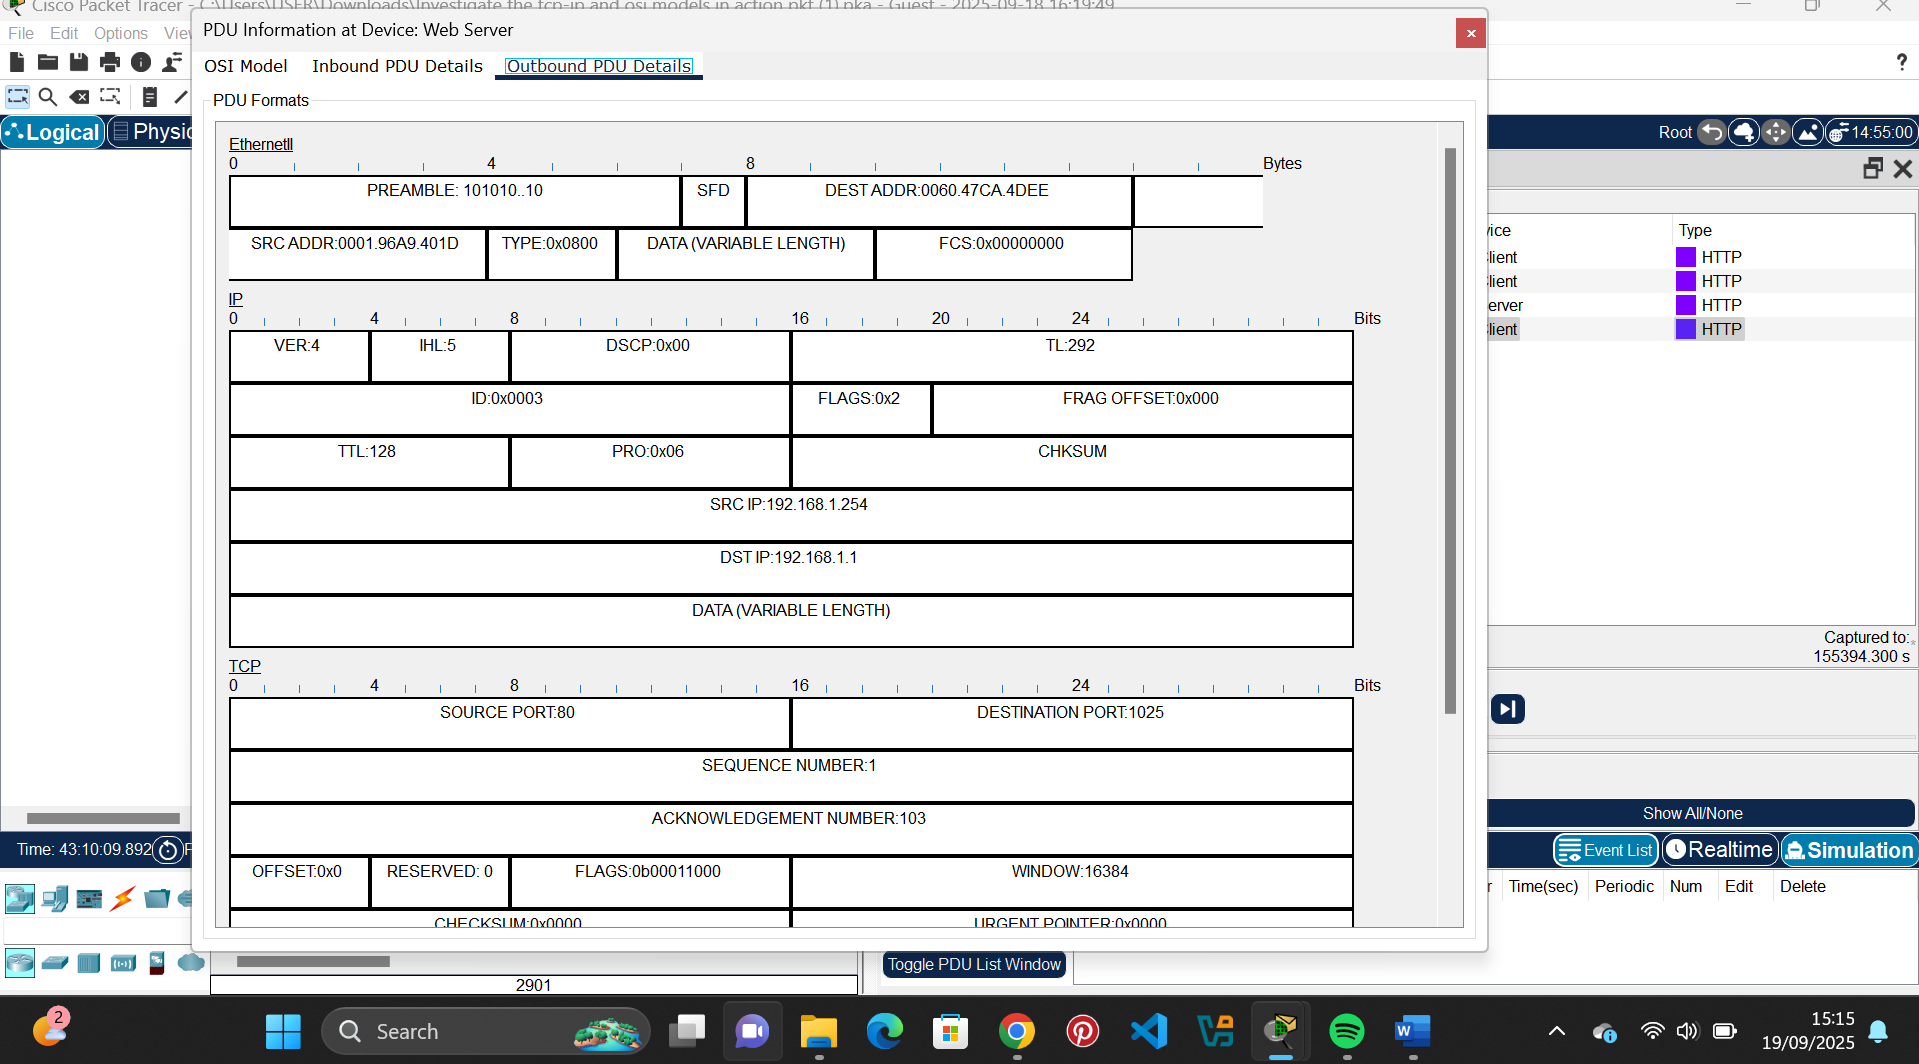 Cisco Packet Tracer - C:\Users\USER\Downloads\Investigate the tcp-ip and osi models in action.pkt (1).pka - Guest - 2025-09-18 16:19:49
File Edit Options
PDU Information at Device: Web Server
OSI Model Inbound PDU Details Outbound PDU Details
PDU Formats
Logical
Root 14:55:00
EthernetII
0 4 8 Bytes
PREAMBLE: 101010..10 SFD DEST ADDR:0060.47CA.4DEE
SRC ADDR:0001.96A9.401D TYPE:0x0800 DATA (VARIABLE LENGTH) FCS:0x00000000
IP
0 4 8 16 20 24 Bits
VER:4 IHL:5 DSCP:0x00 TL:292
ID:0x0003 FLAGS:0x2 FRAG OFFSET:0x000
TTL:128 PRO:0x06 CHKSUM
SRC IP:192.168.1.254
DST IP:192.168.1.1
DATA (VARIABLE LENGTH)
TCP
0 4 8 16 24 Bits
SOURCE PORT:80 DESTINATION PORT:1025
SEQUENCE NUMBER:1
ACKNOWLEDGEMENT NUMBER:103
OFFSET:0x0 RESERVED: 0 FLAGS:0b00011000 WINDOW:16384
CHECKSUM:0x0000 URGENT POINTER:0x0000
Type
HTTP
HTTP
HTTP
HTTP
Captured to:
155394.300 s
Show All/None
Time: 43:10:09.892
Event List Realtime Simulation
Time(sec) Periodic Num Edit Delete
Toggle PDU List Window
2901
2
Search
15:15
19/09/2025